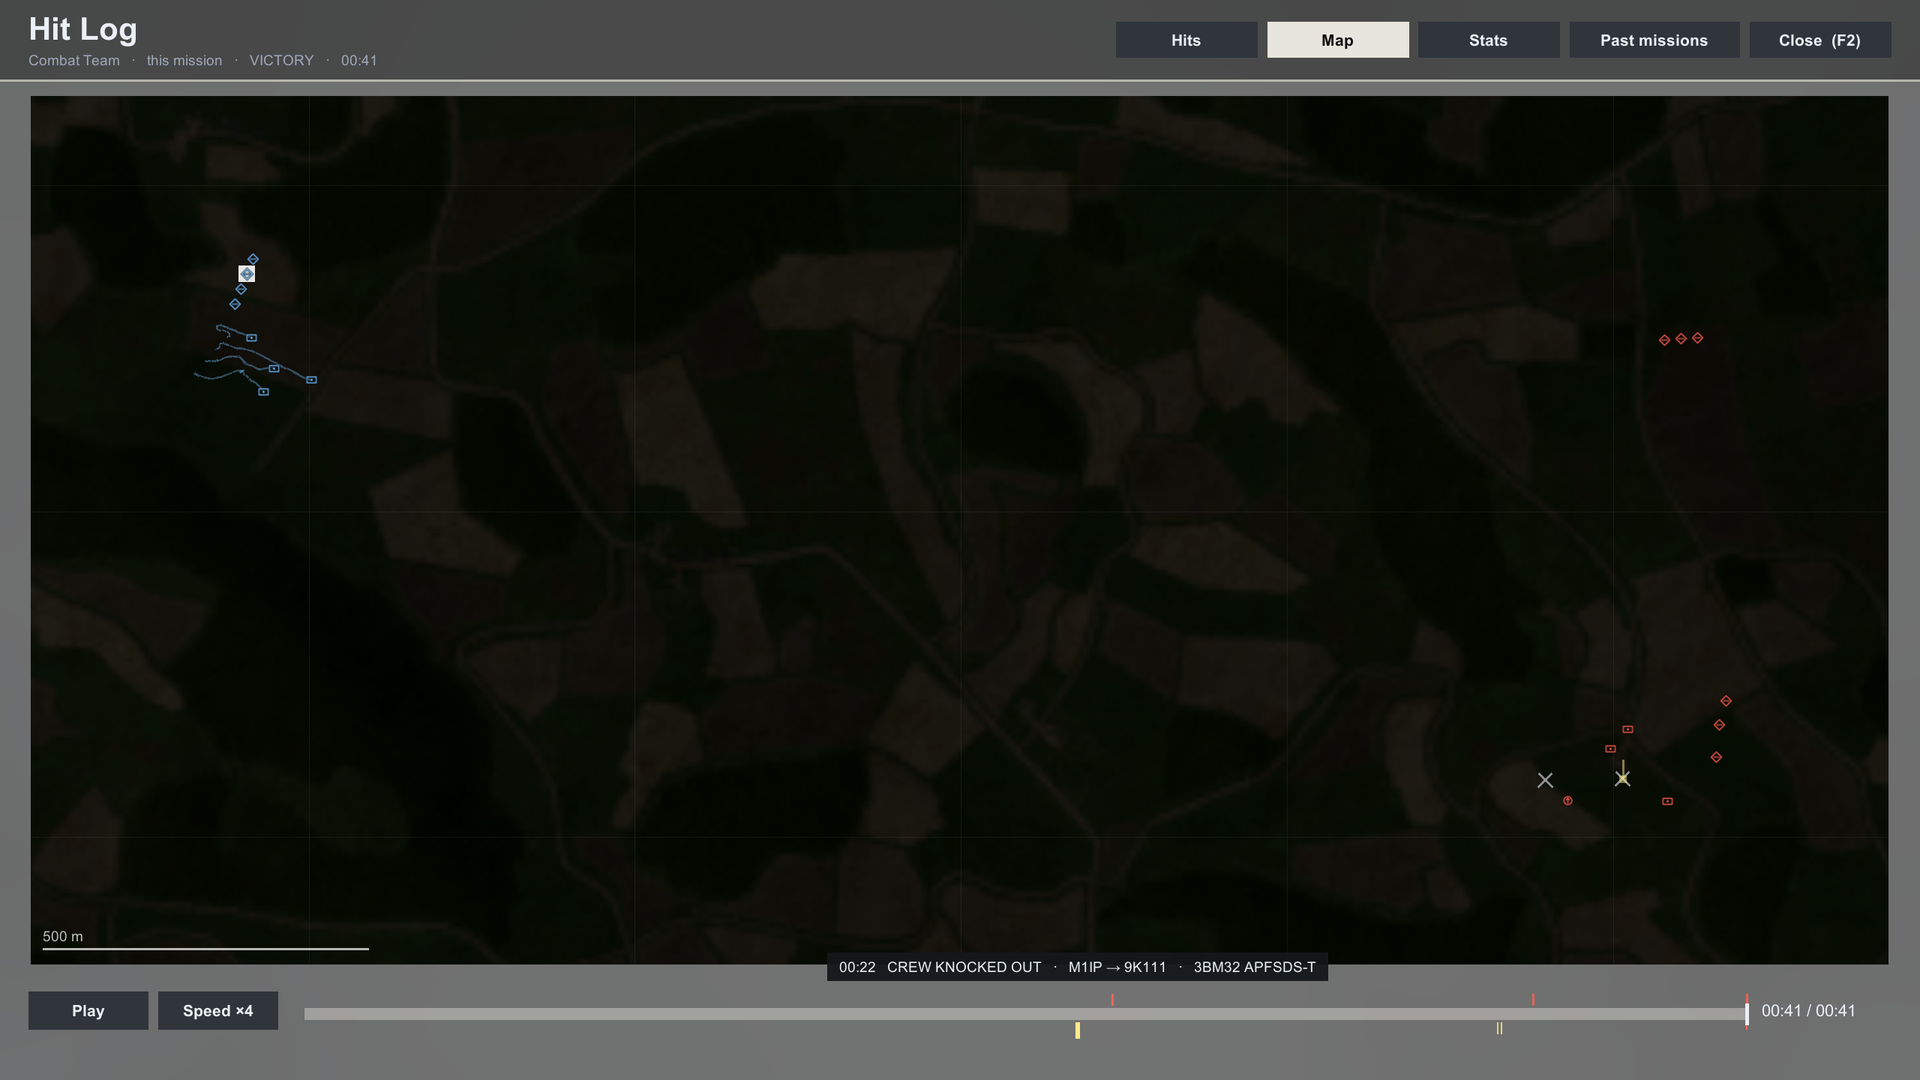 Hit Log
Combat Team · this mission · VICTORY · 00:41
Hits
Map
Stats
Past missions
Close (F2)
500 m
00:22 CREW KNOCKED OUT · M1IP → 9K111 · 3BM32 APFSDS-T
Play
Speed ×4
00:41 / 00:41